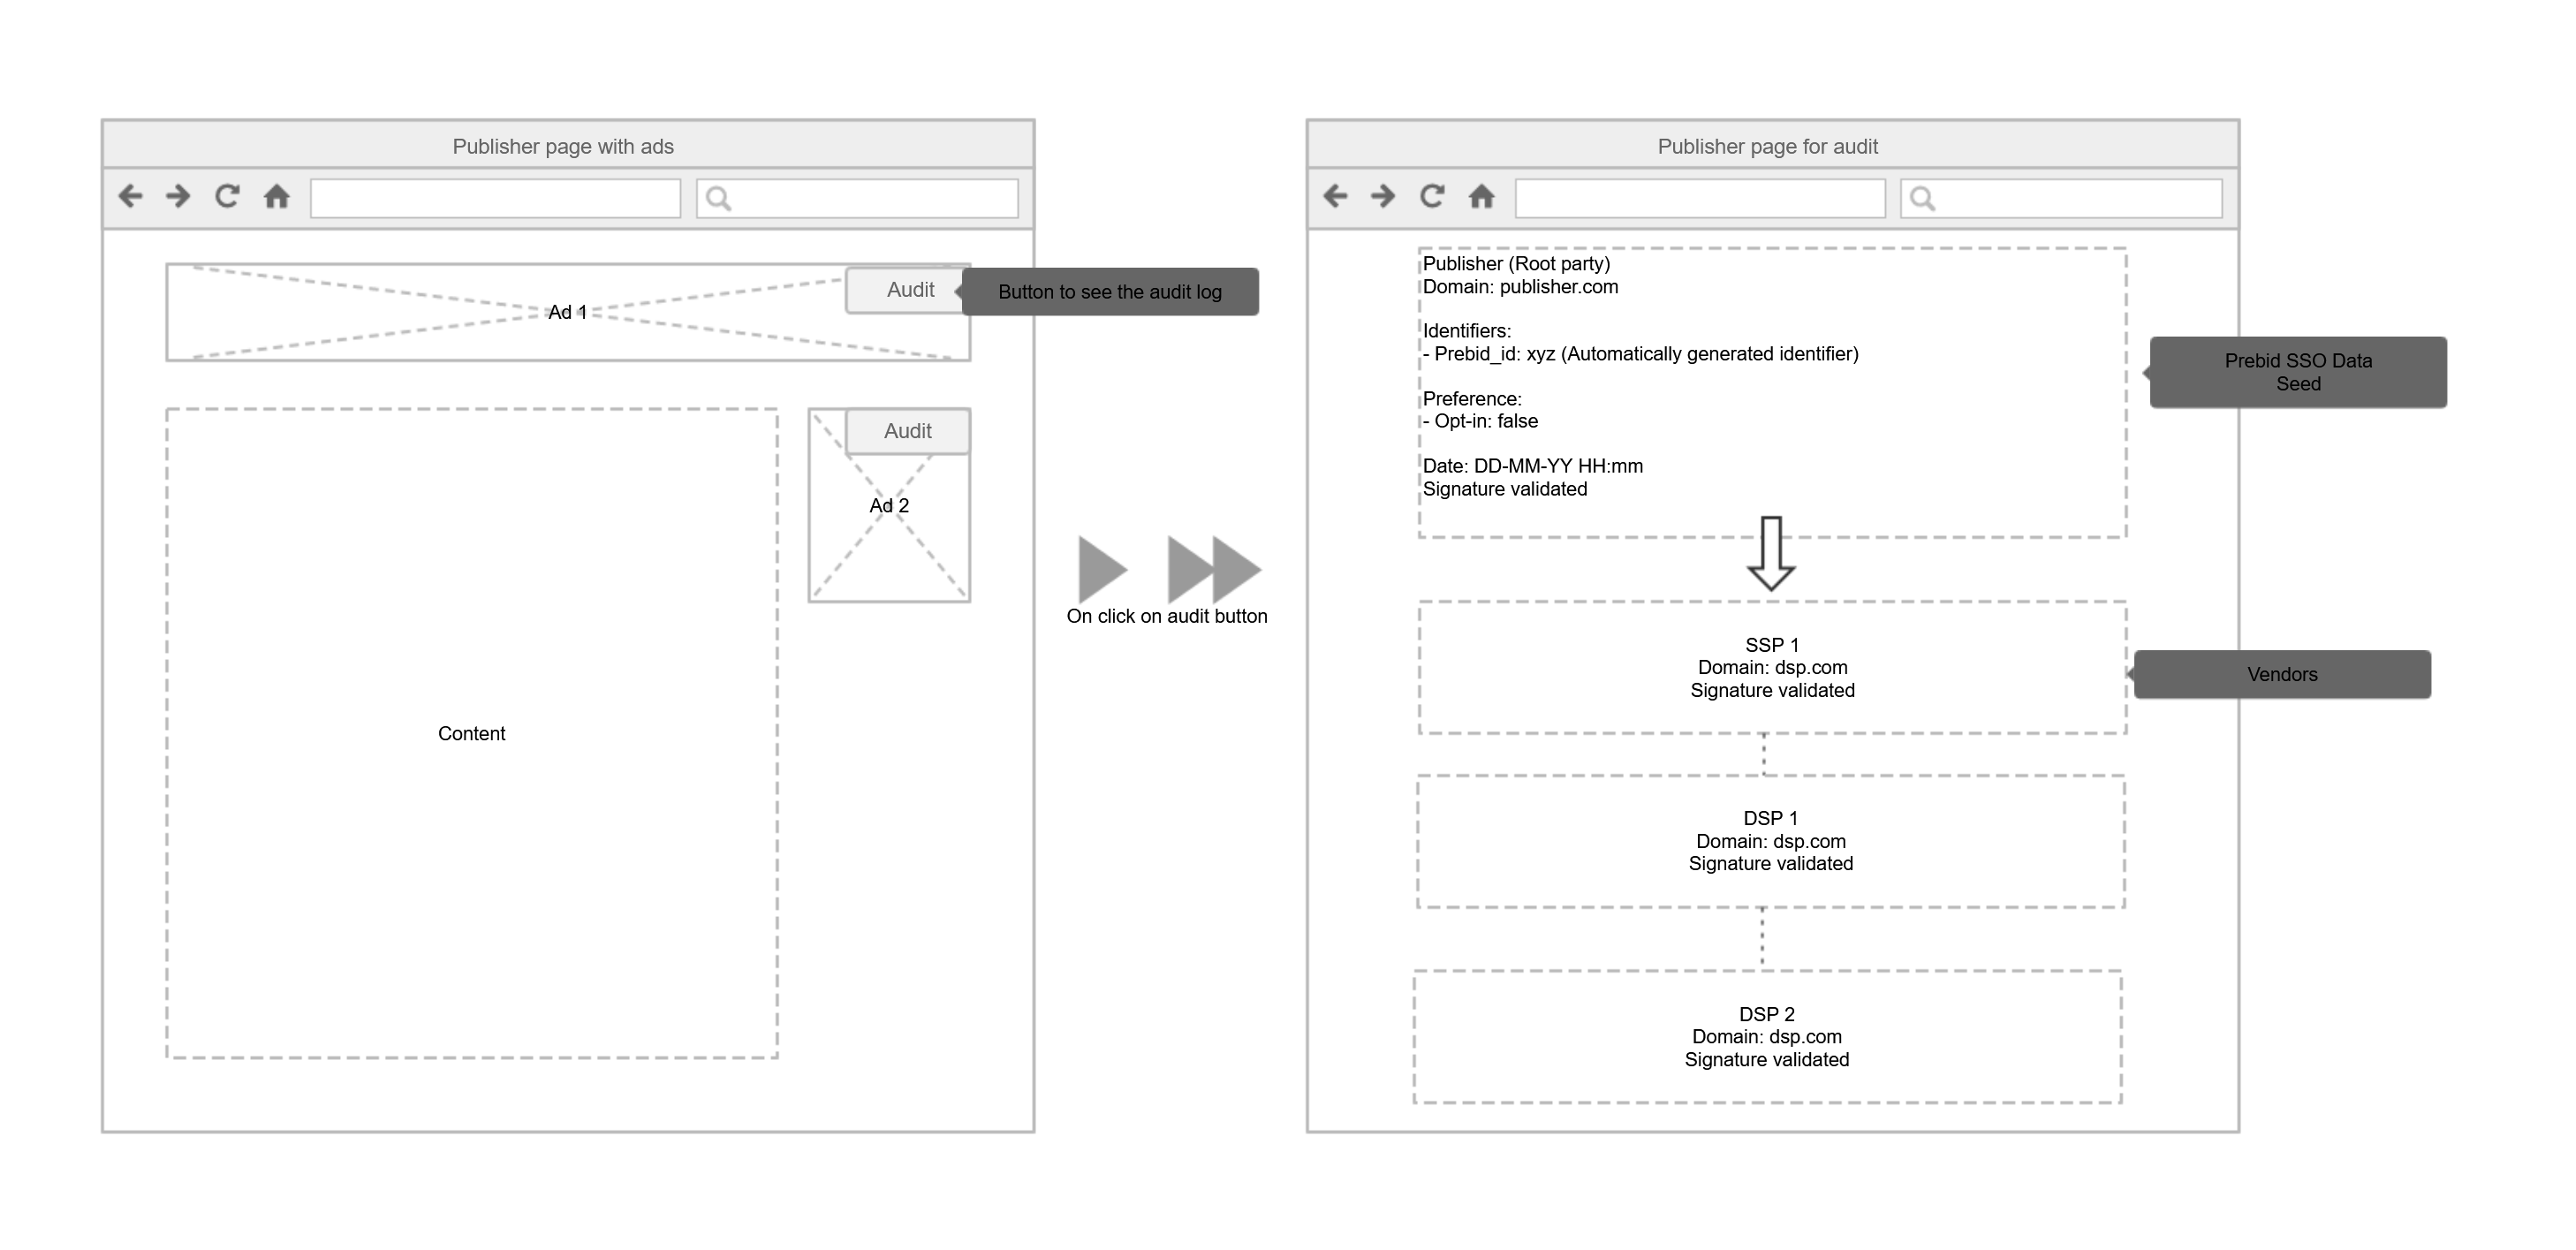 Publisher page with ads
Audit
Button to see the audit log
Ad 1
Audit
Ad 2
Content
On click on audit button
Publisher page for audit
Publisher (Root party)
Domain: publisher.com
Identifiers:
- Prebid_id: xyz (Automatically generated identifier)
Preference:
- Opt-in: false
Date: DD-MM-YY HH:mm
Signature validated
Prebid SSO Data
Seed
SSP 1
Domain: dsp.com
Signature validated
Vendors
DSP 1
Domain: dsp.com
Signature validated
DSP 2
Domain: dsp.com
Signature validated